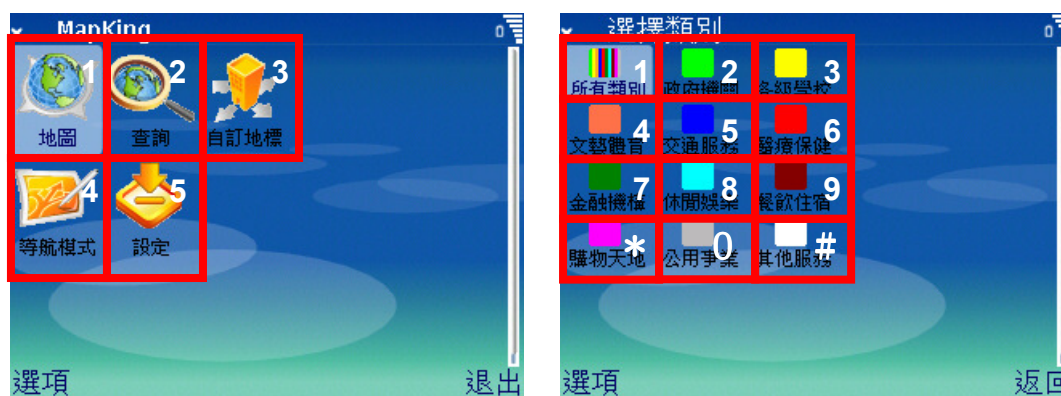 MapKing
1 2 3
地圖 查詢 自訂地標
4 5
導航模式 設定
選項 退出
選擇類別
1 2 3
所有類別 政府機關 各級學校
4 5 6
文藝體育 交通服務 醫療保健
7 8 9
金融機構 休閒娛樂 餐飲住宿
* 0 #
購物天地 公用事業 其他服務
選項 返回